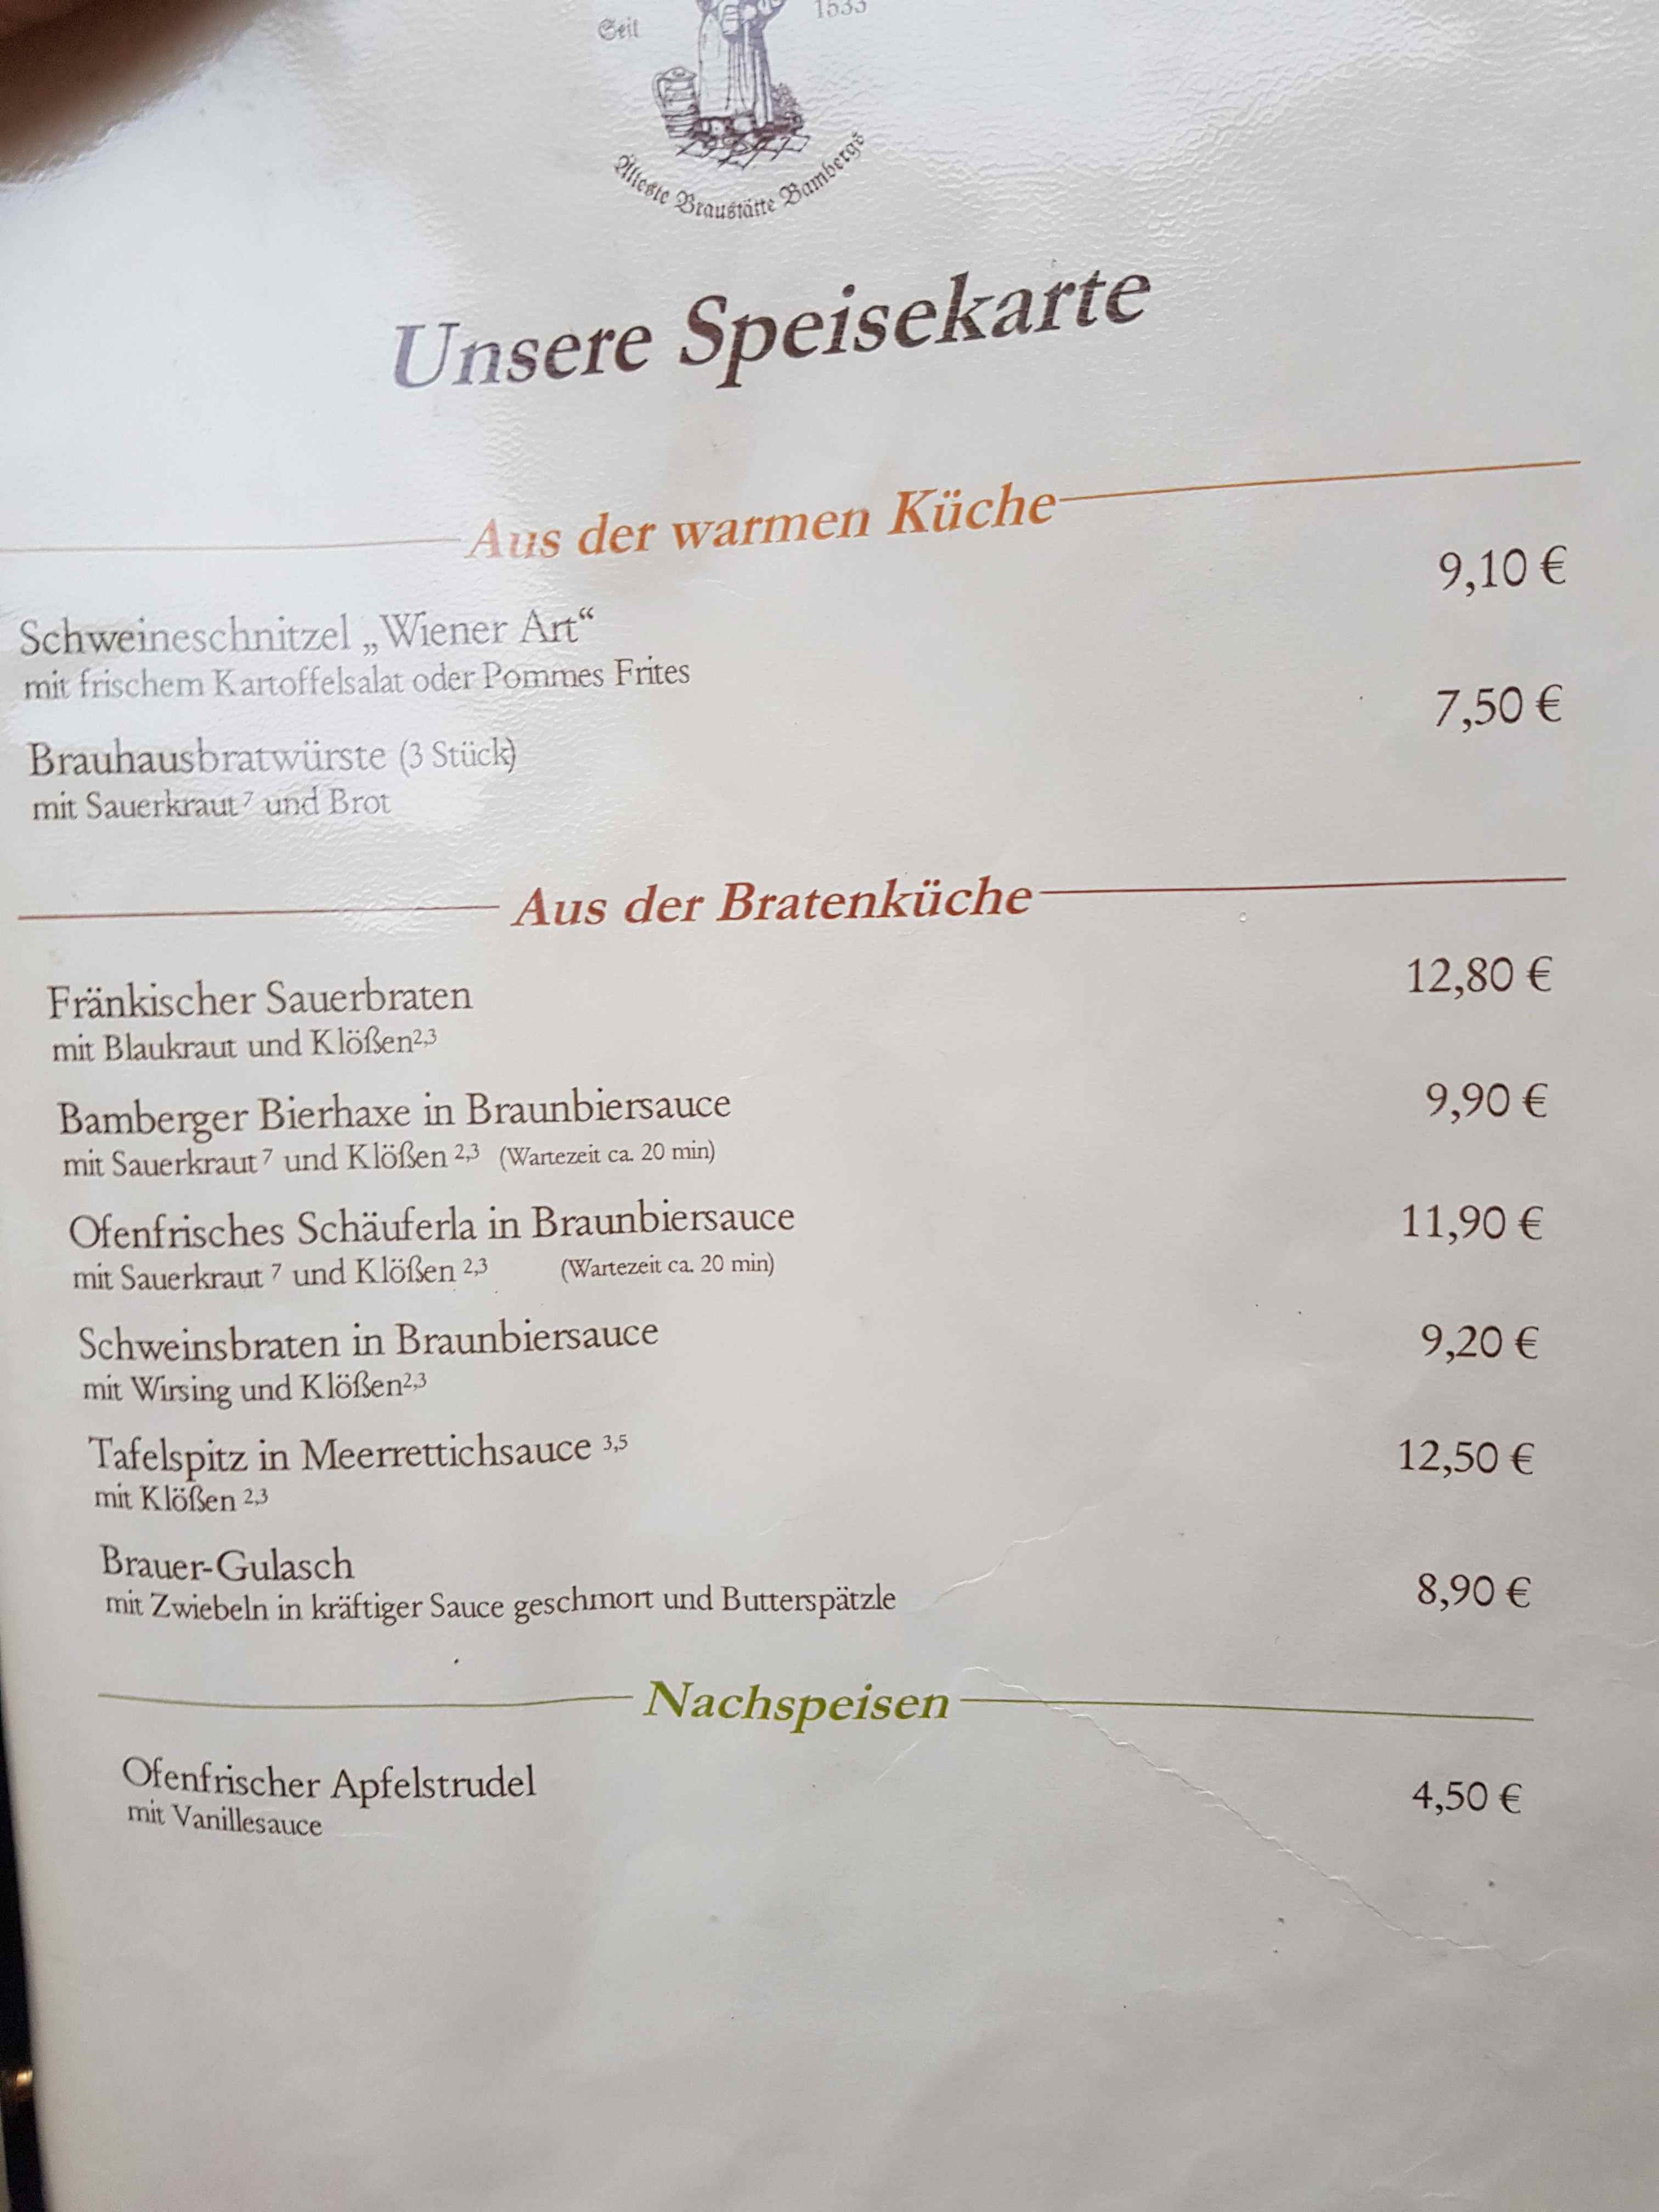 Seit 1533
Älteste Braustätte Bambergs
Unsere Speisekarte
Aus der warmen Küche
Schweineschnitzel „Wiener Art“ 9,10 €
mit frischem Kartoffelsalat oder Pommes Frites
Brauhausbratwürste (3 Stück) 7,50 €
mit Sauerkraut 7 und Brot
Aus der Bratenküche
Fränkischer Sauerbraten 12,80 €
mit Blaukraut und Klößen2,3
Bamberger Bierhaxe in Braunbiersauce 9,90 €
mit Sauerkraut 7 und Klößen 2,3 (Wartezeit ca. 20 min)
Ofenfrisches Schäuferla in Braunbiersauce 11,90 €
mit Sauerkraut 7 und Klößen 2,3 (Wartezeit ca. 20 min)
Schweinsbraten in Braunbiersauce 9,20 €
mit Wirsing und Klößen2,3
Tafelspitz in Meerrettichsauce 3,5 12,50 €
mit Klößen 2,3
Brauer-Gulasch 8,90 €
mit Zwiebeln in kräftiger Sauce geschmort und Butterspätzle
Nachspeisen
Ofenfrischer Apfelstrudel 4,50 €
mit Vanillesauce